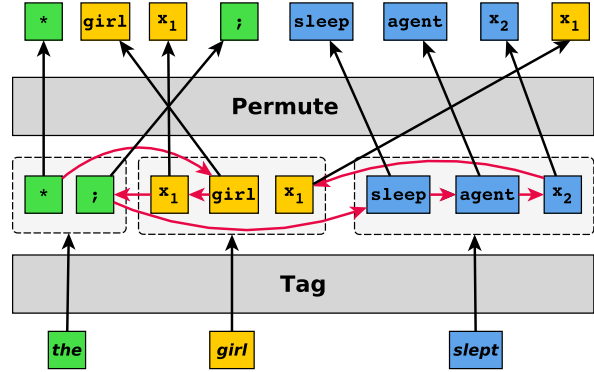 * girl x₁ ; sleep agent x₂ x₁
Permute
* ; x₁ girl x₁ sleep agent x₂
Tag
the girl slept